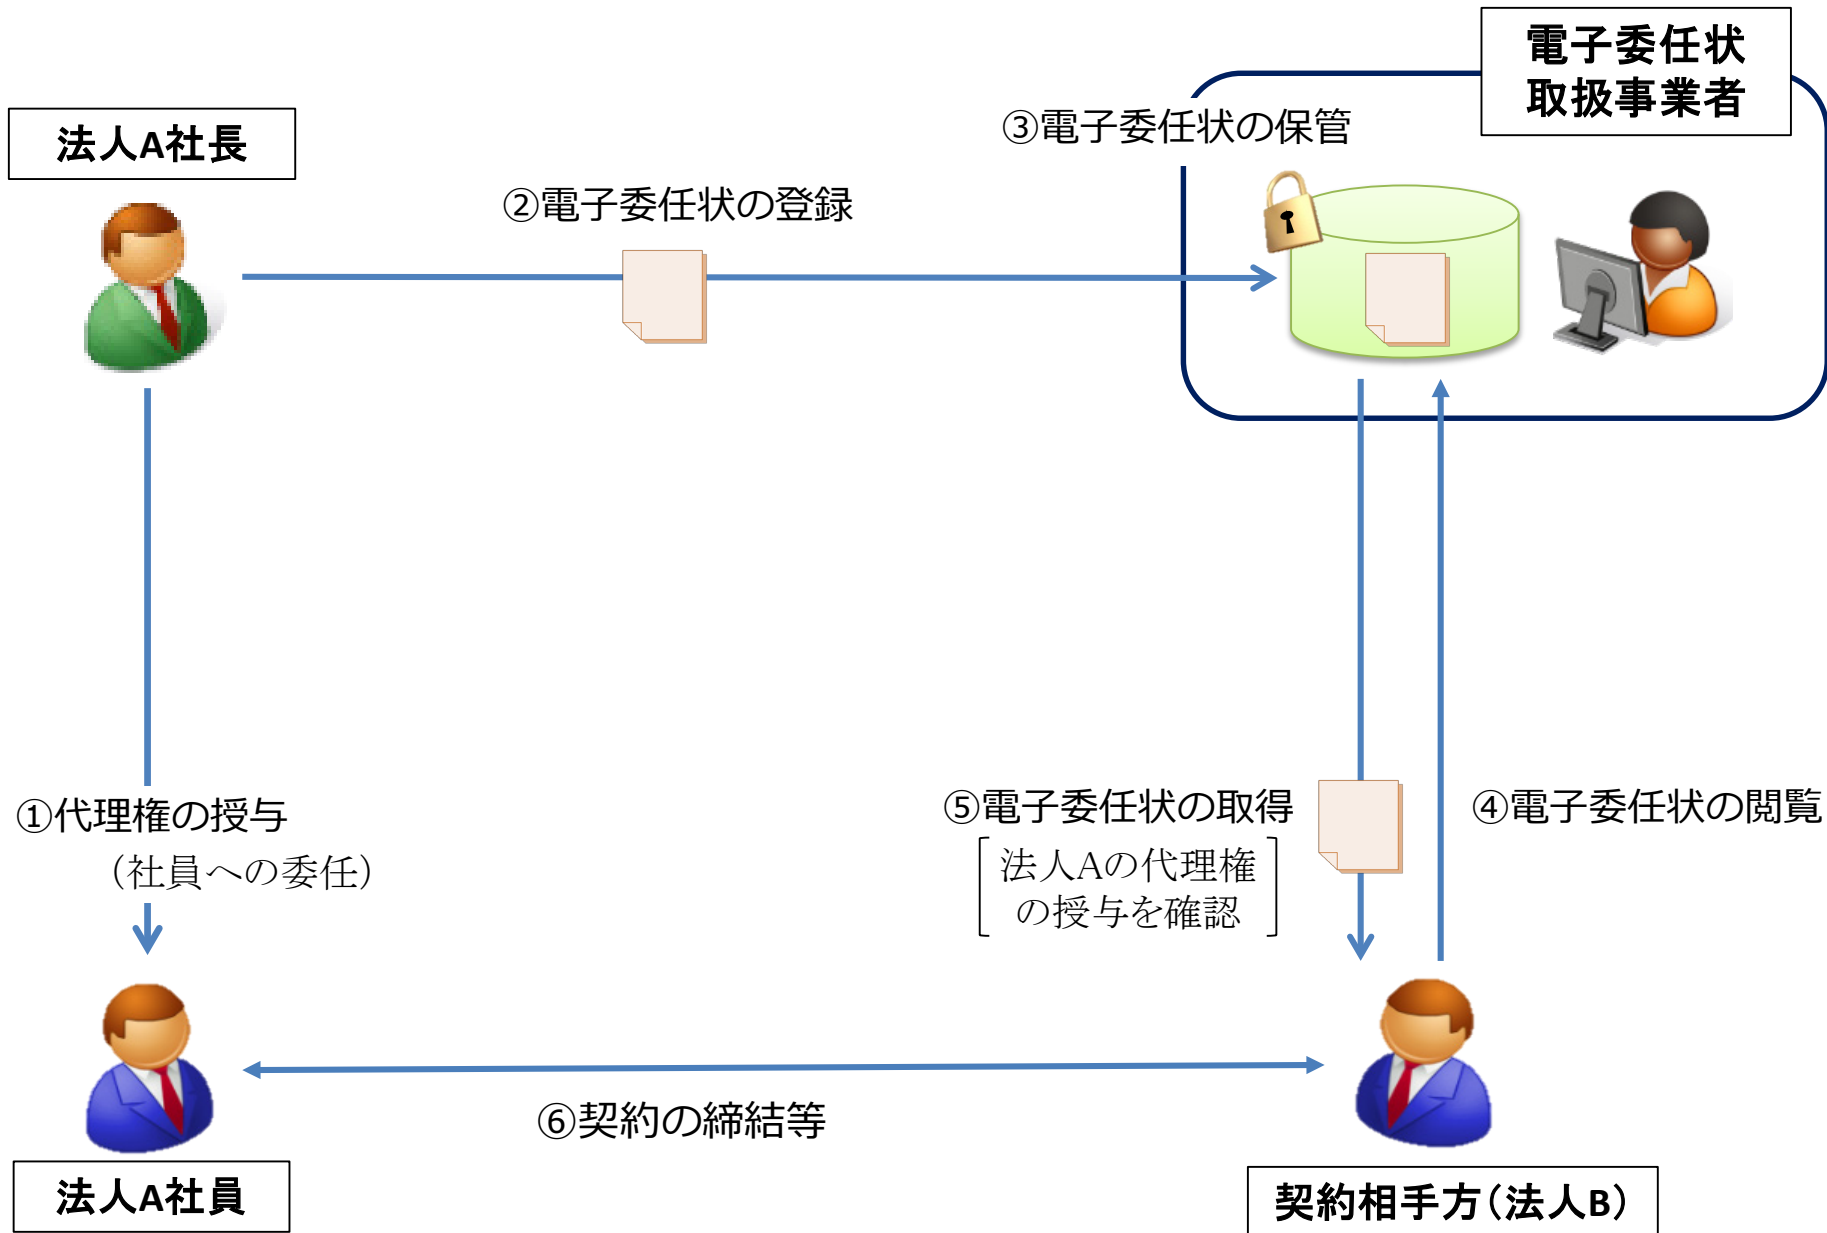 電子委任状
取扱事業者
法人A社長
③電子委任状の保管
②電子委任状の登録
①代理権の授与
（社員への委任）
⑤電子委任状の取得
法人Aの代理権
の授与を確認
④電子委任状の閲覧
⑥契約の締結等
法人A社員
契約相手方（法人B）